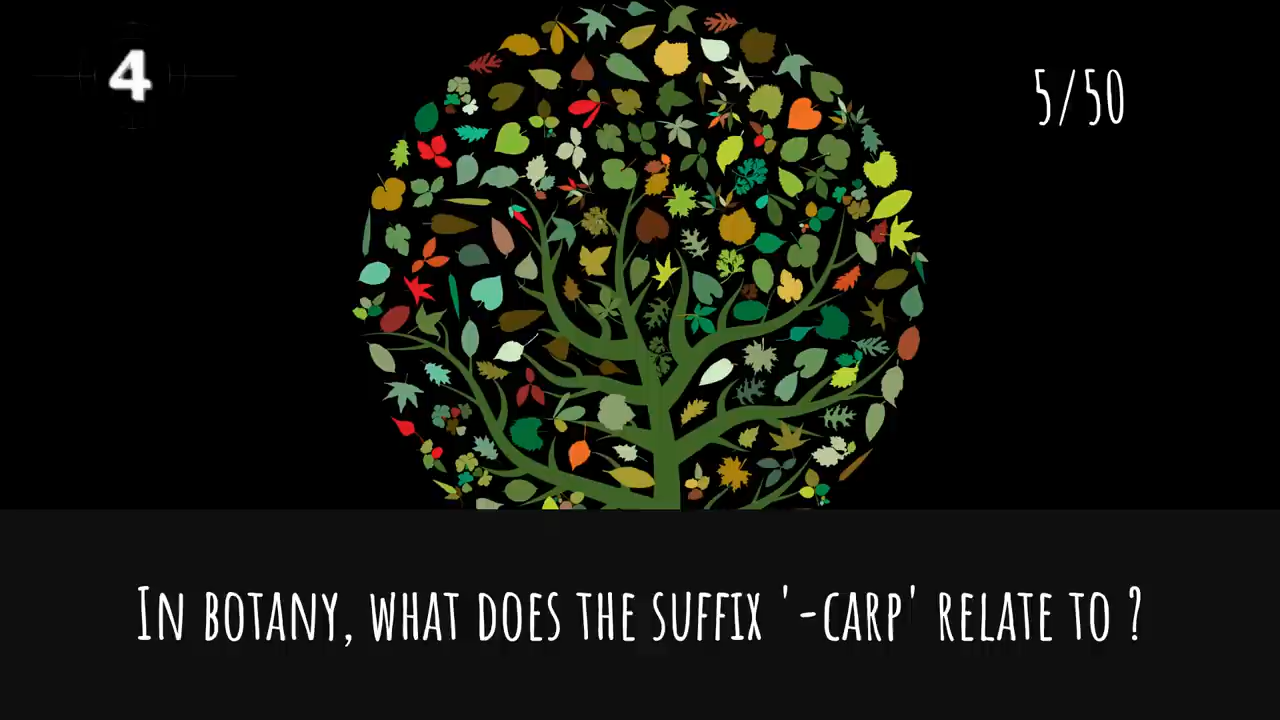 4
5/50
In botany, what does the suffix '-carp' relate to ?